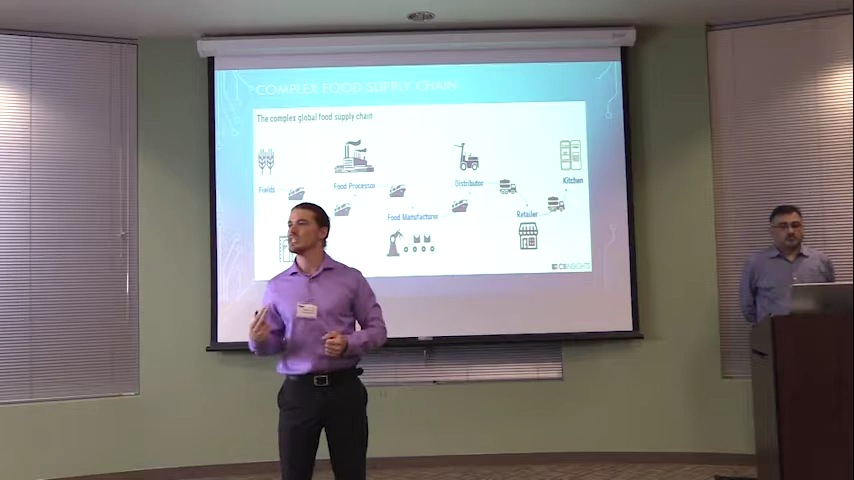 COMPLEX FOOD SUPPLY CHAIN
The complex global food supply chain
Fields
Food Processor
Distributor
Kitchen
Food Manufacturer
Retailer
CBINSIGHTS